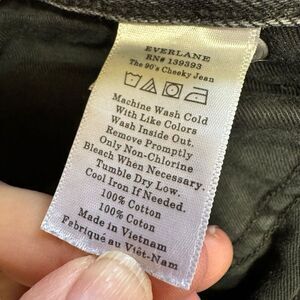 EVERLANE
RN# 139393
The 90's Cheeky Jean
Machine Wash Cold
With Like Colors
Wash Inside Out.
Remove Promptly
Only Non-Chlorine
Bleach When Necessary.
Tumble Dry Low.
Cool Iron If Needed.
100% Cotton
100% Coton
Made in Vietnam
Fabriqué au Viêt-Nam